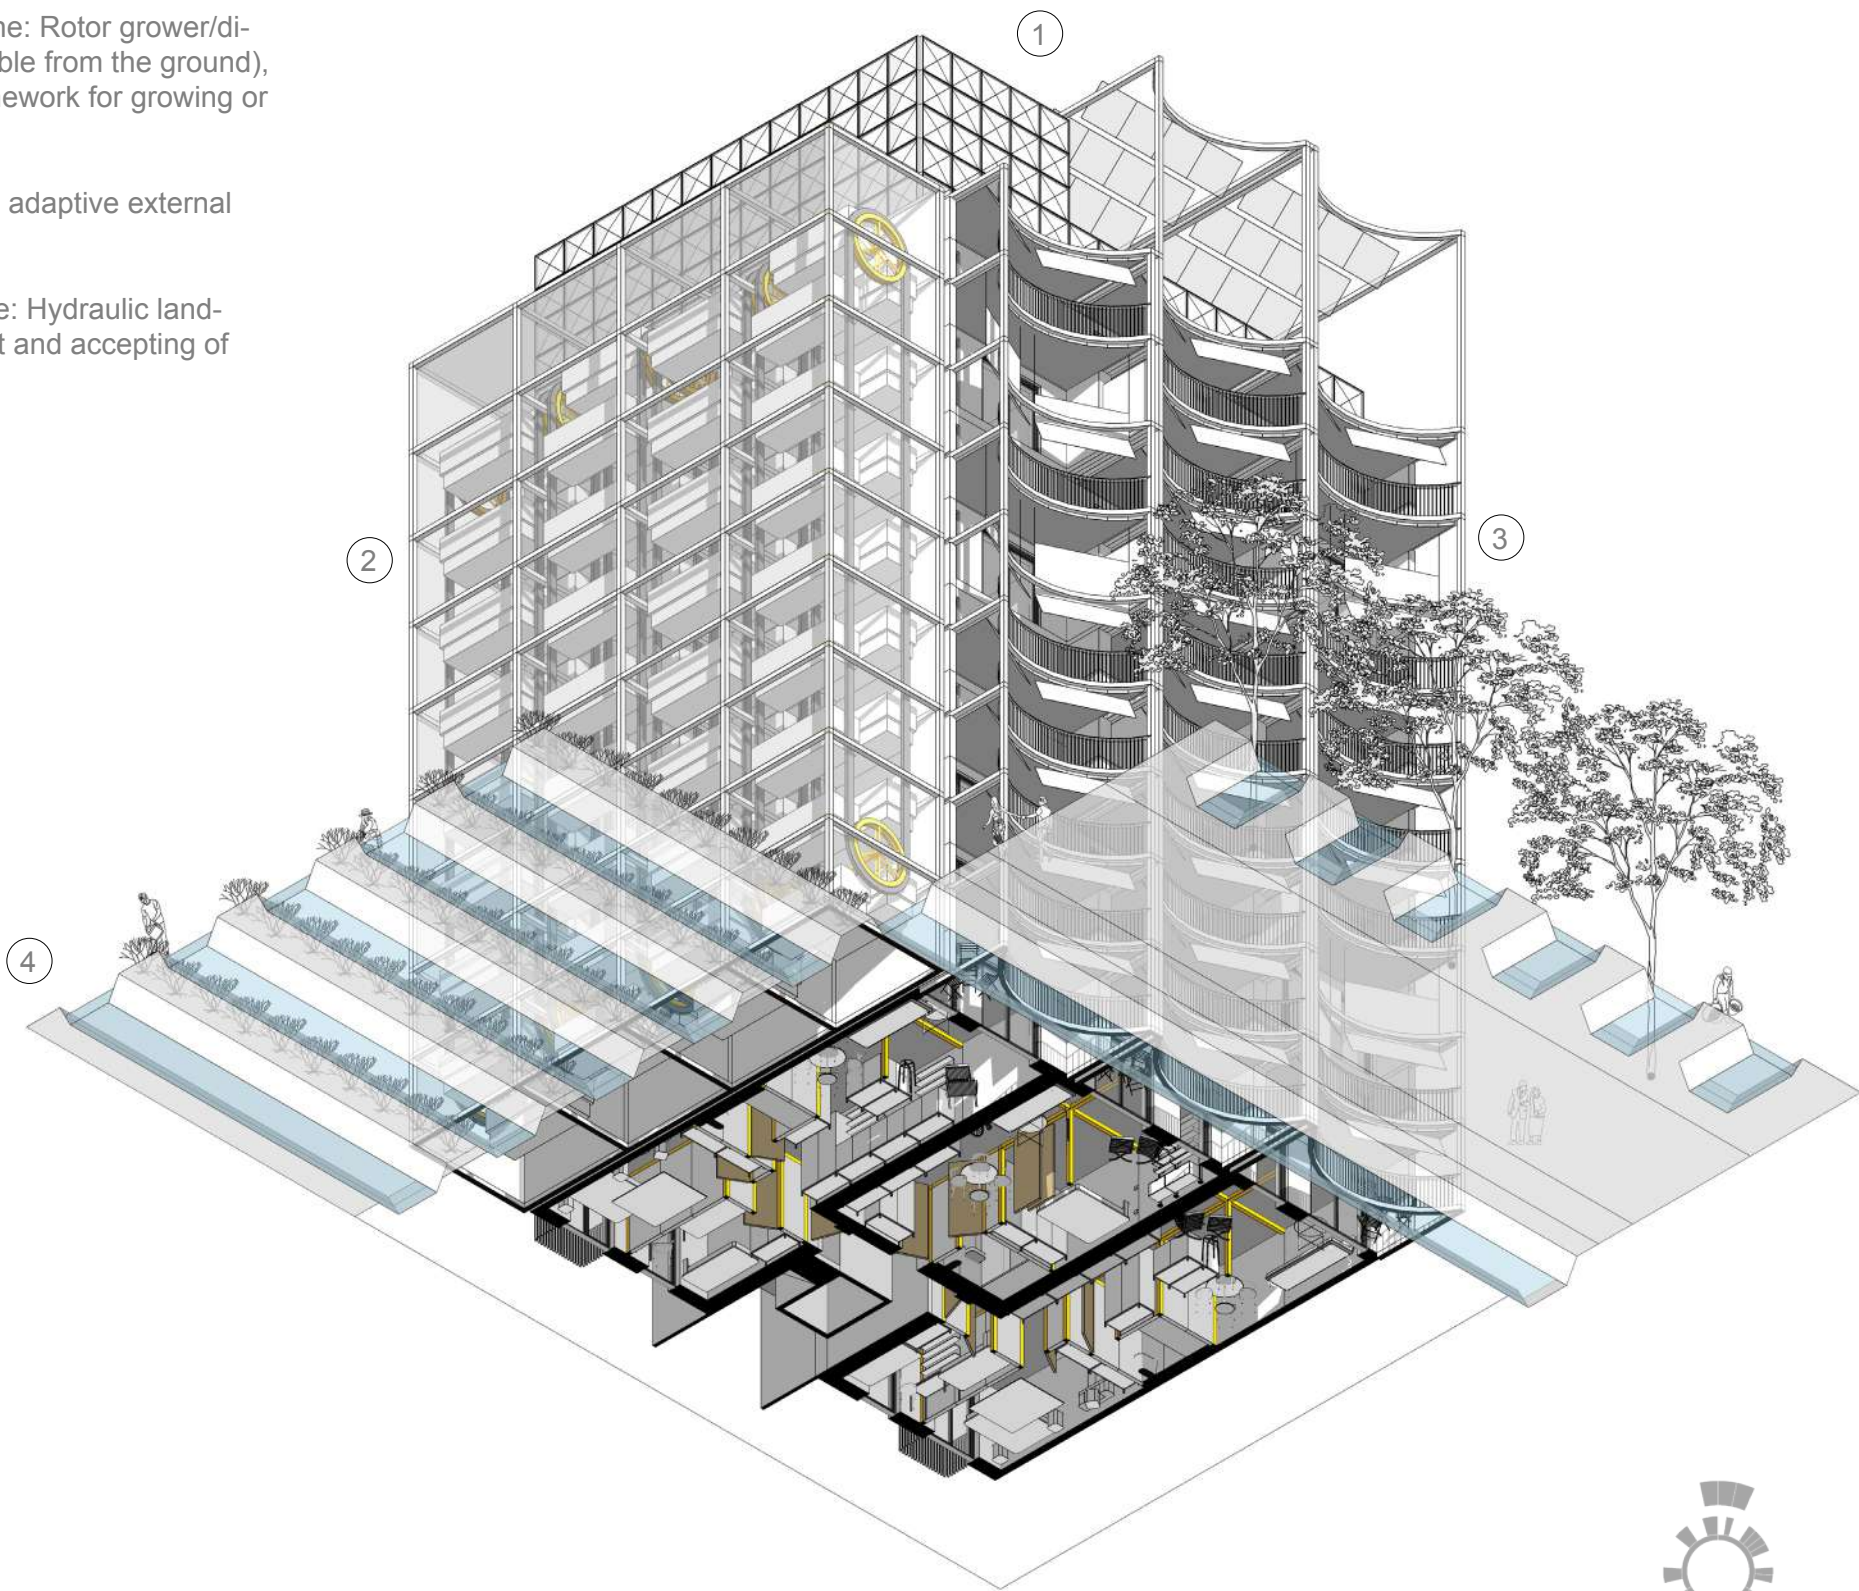 ne: Rotor grower/di-
ble from the ground),
nework for growing or
adaptive external
e: Hydraulic land-
t and accepting of
1
2
3
4